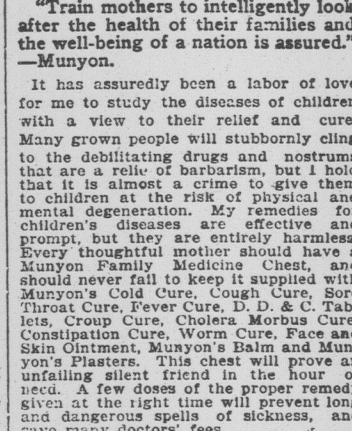 "Train mothers to intelligently look
after the health of their families and
the well-being of a nation is assured."
—Munyon.
It has assuredly been a labor of love
for me to study the diseases of children
with a view to their relief and cure
Many grown people will stubbornly cling
to the debilitating drugs and nostrums
that are a relic of barbarism, but I hold
that it is almost a crime to give them
to children at the risk of physical and
mental degeneration. My remedies for
children's diseases are effective and
prompt, but they are entirely harmless
Every thoughtful mother should have a
Munyon Family Medicine Chest, and
should never fail to keep it supplied with
Munyon's Cold Cure, Cough Cure, Sore
Throat Cure, Fever Cure, D. D. & C. Tab
lets, Croup Cure, Cholera Morbus Cure
Constipation Cure, Worm Cure, Face and
Skin Ointment, Munyon's Balm and Mun
yon's Plasters. This chest will prove a
unfailing silent friend in the hour o
need. A few doses of the proper remed
given at the right time will prevent lon
and dangerous spells of sickness, an
save many doctors' fees